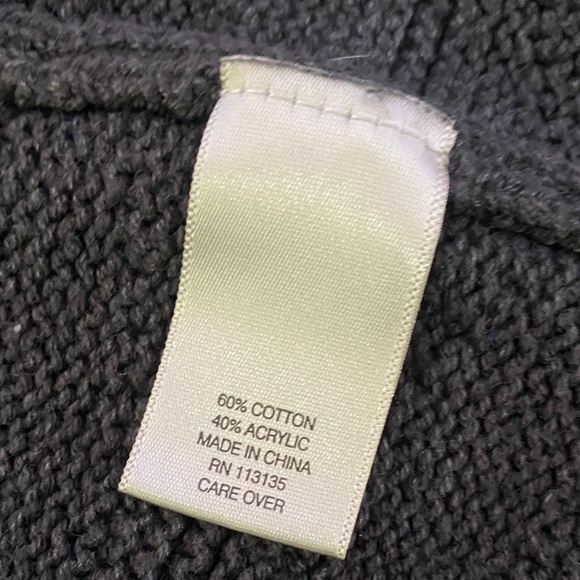 60% COTTON
40% ACRYLIC
MADE IN CHINA
RN 113135
CARE OVER